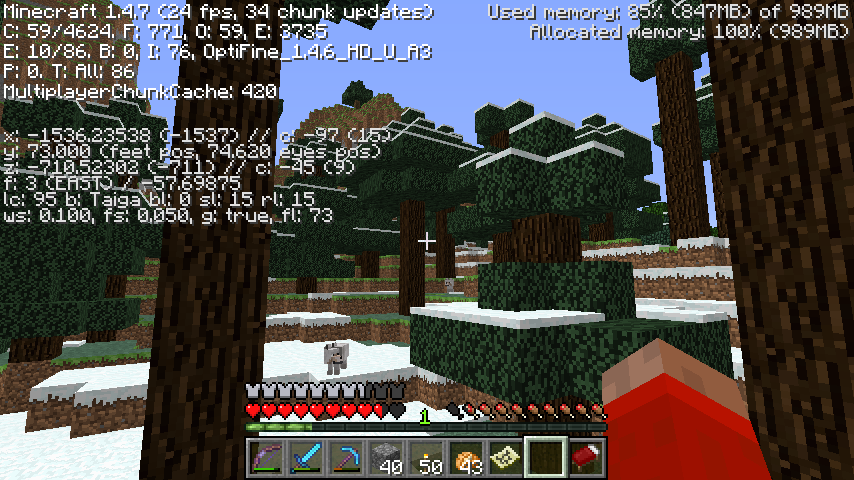 Minecraft 1.4.7 (24 fps, 34 chunk updates)
C: 59/4624, F: 771, O: 59, E: 3735
E: 10/86, B: 0, I: 76, OptiFine_1.4.6_HD_U_A3
P: 0, T: All: 86
MultiplayerChunkCache: 420
Used memory: 85% (847MB) of 989MB
Allocated memory: 100% (989MB)
x: -1536.23538 (-1537) // c: -97 (15)
y: 73.000 (feet pos, 74.620 eyes pos)
z: -710.52302 (-711) // c: -45 (9)
f: 3 (EAST) / -57.69875
lc: 95 b: Taiga bl: 0 sl: 15 rl: 15
ws: 0.100, fs: 0.050, g: true, fl: 73
1
40 50 43